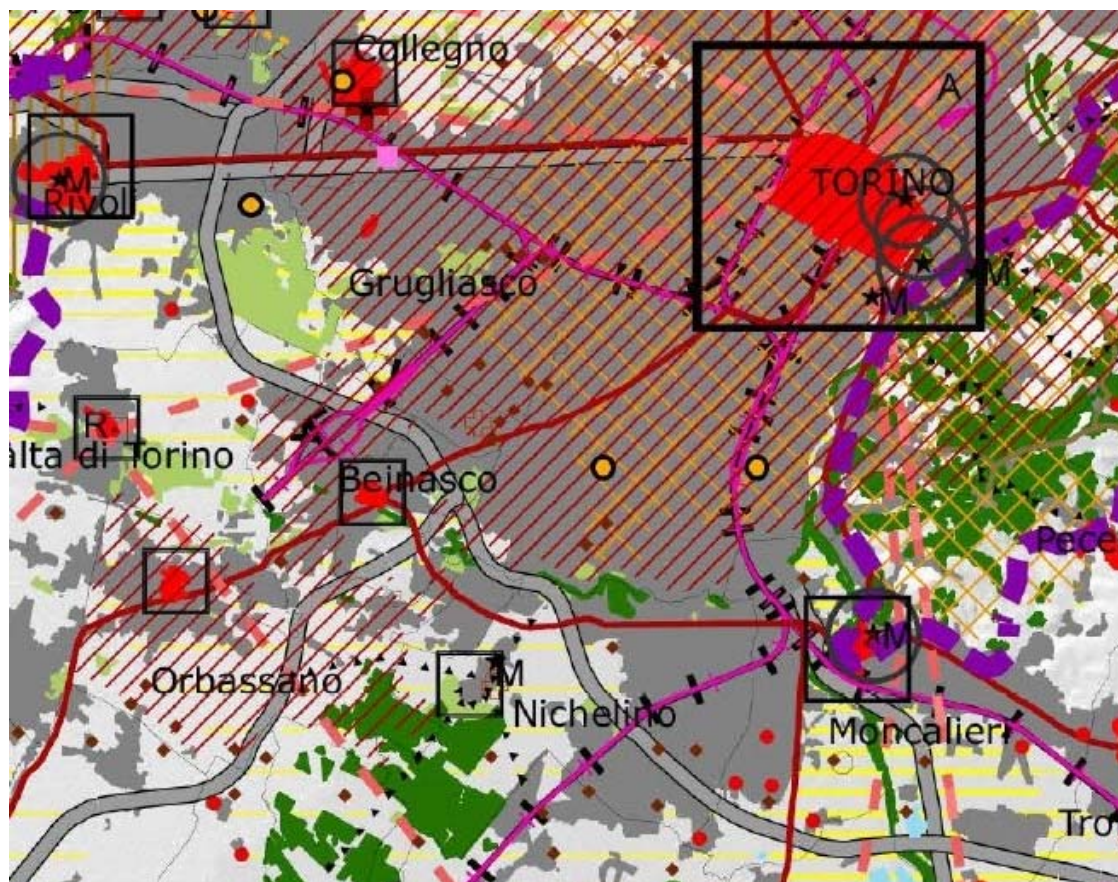 Collegno
A
M
Rivoli
TORINO
M
M
Grugliasco
R
alta di Torino
Beinasco
Pece
M
Orbassano
M
Nichelino
Moncalieri
Tro